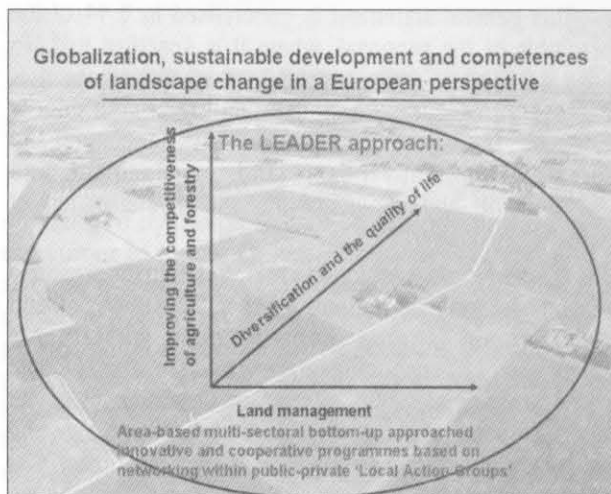 Globalization, sustainable development and competences
of landscape change in a European perspective
The LEADER approach:
Improving the competitiveness
of agriculture and forestry
Diversification and the quality of life
Land management
Area-based multi-sectoral bottom-up approached
innovative and cooperative programmes based on
networking within public-private 'Local Action Groups'